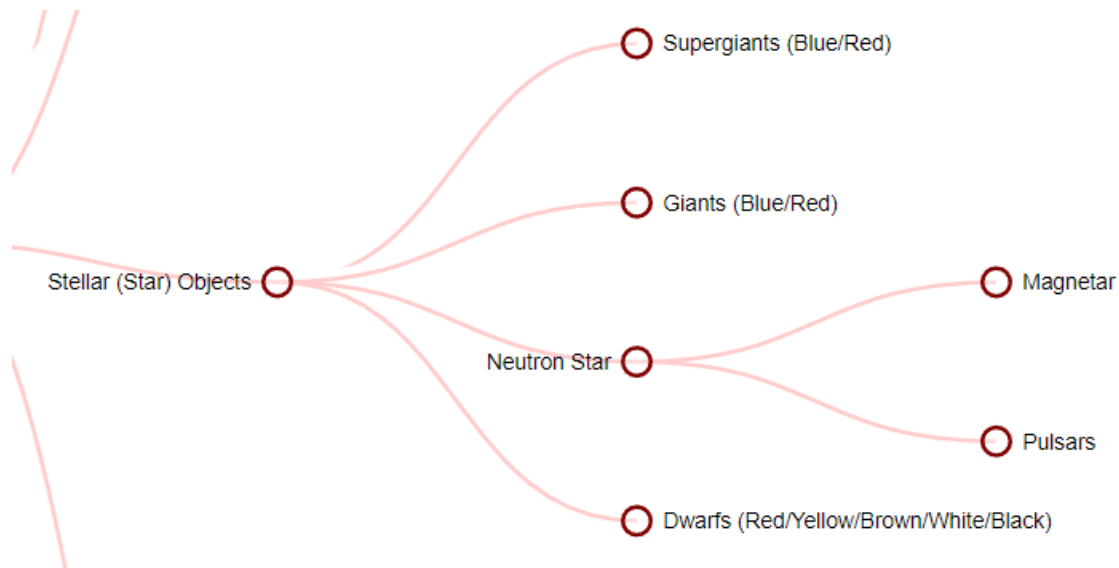 Supergiants (Blue/Red)
Giants (Blue/Red)
Stellar (Star) Objects
Magnetar
Neutron Star
Pulsars
Dwarfs (Red/Yellow/Brown/White/Black)